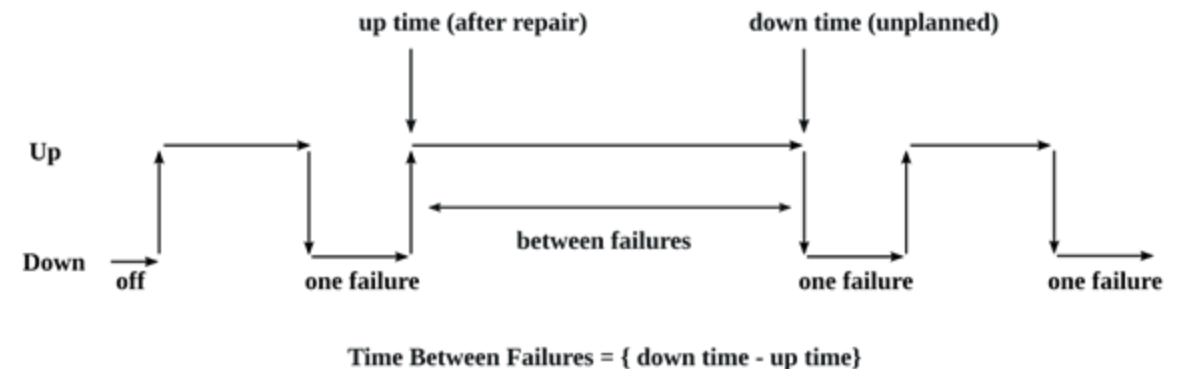 up time (after repair)
down time (unplanned)
Up
between failures
Down
off
one failure
one failure
one failure
Time Between Failures = { down time - up time}